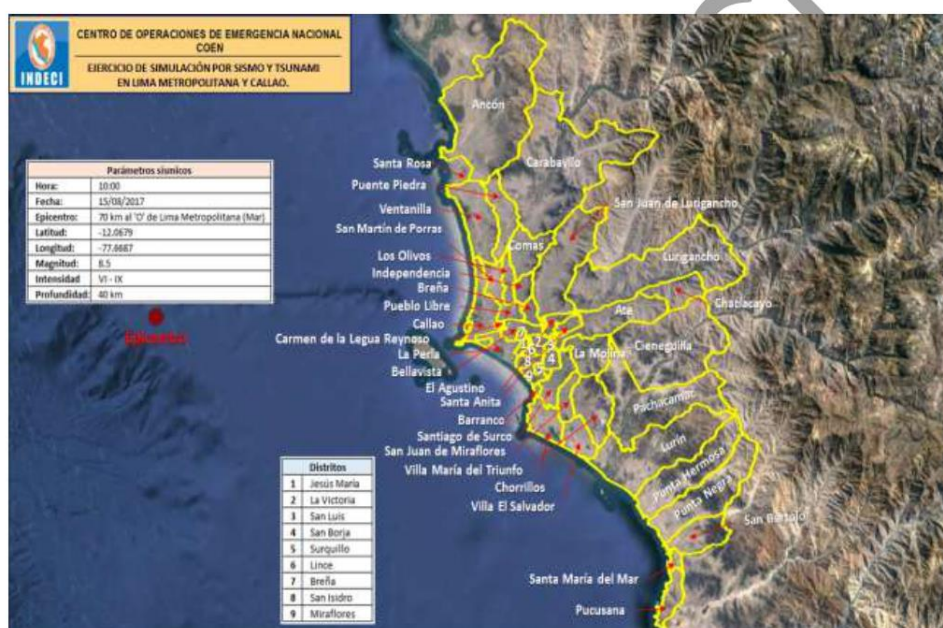 CENTRO DE OPERACIONES DE EMERGENCIA NACIONAL
COEN
EJERCICIO DE SIMULACIÓN POR SISMO Y TSUNAMI
EN LIMA METROPOLITANA Y CALLAO.
INDECI
Parámetros sísmicos
Hora: 10:00
Fecha: 15/08/2017
Epicentro: 70 km al 'O' de Lima Metropolitana (Mar)
Latitud: -12.0679
Longitud: -77.8687
Magnitud: 8.5
Intensidad VI - IX
Profundidad: 40 km
Epicentro
Ancón
Santa Rosa
Carabayllo
Puente Piedra
San Juan de Lurigancho
Ventanilla
San Martín de Porras
Comas
Los Olivos
Lurigancho
Independencia
Breña
Chaclacayo
Pueblo Libre
Ate
Callao
Carmen de la Legua Reynoso
Cieneguilla
La Perla
La Molina
Bellavista
El Agustino
Santa Anita
Pachacamac
Barranco
Santiago de Surco
Lurín
San Juan de Miraflores
Villa María del Triunfo
Punta Hermosa
Chorrillos
Punta Negra
Villa El Salvador
San Bartolo
Santa María del Mar
Pucusana
Distritos
1 Jesús María
2 La Victoria
3 San Luis
4 San Borja
5 Surquillo
6 Lince
7 Breña
8 San Isidro
9 Miraflores